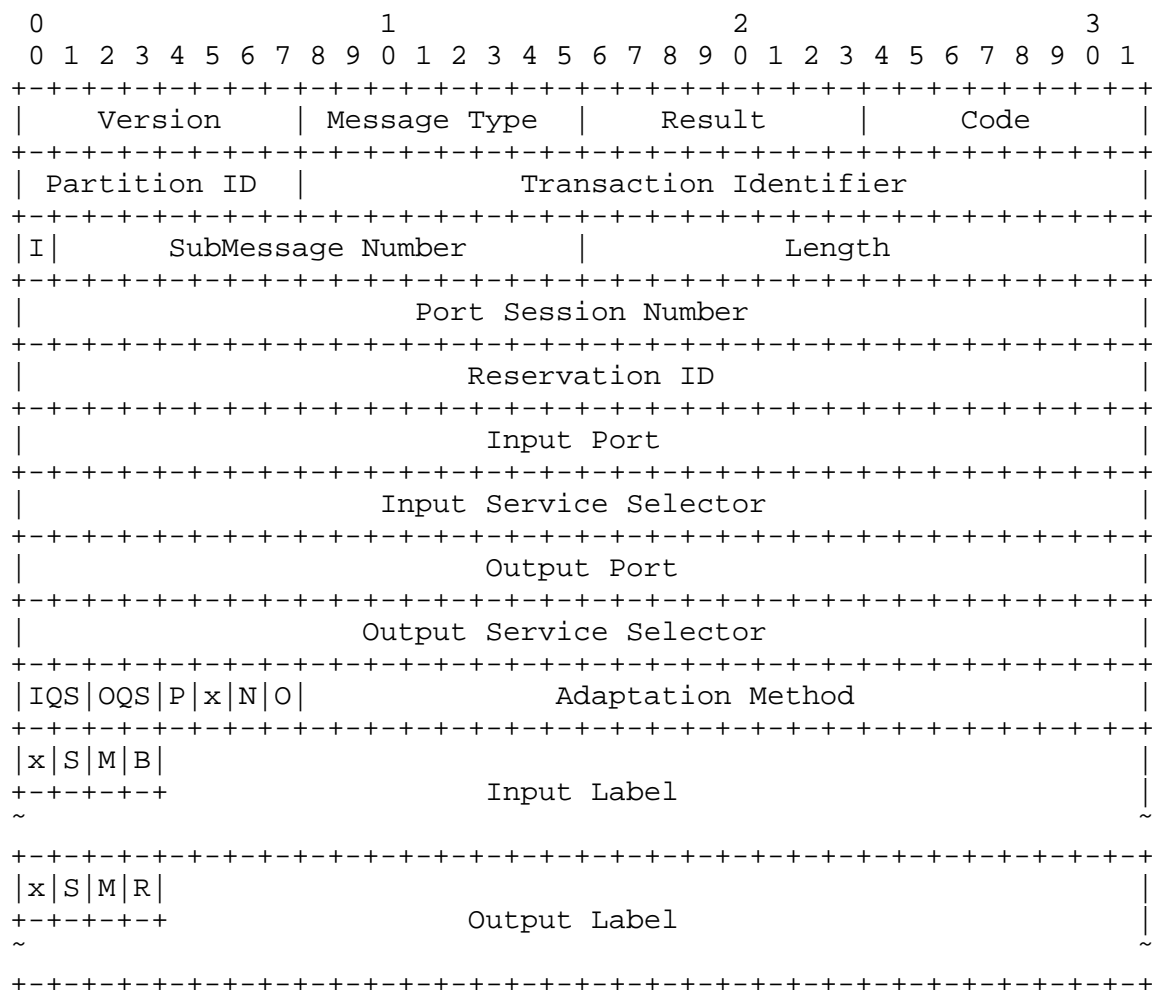 0                   1                   2                   3
 0 1 2 3 4 5 6 7 8 9 0 1 2 3 4 5 6 7 8 9 0 1 2 3 4 5 6 7 8 9 0 1
+-+-+-+-+-+-+-+-+-+-+-+-+-+-+-+-+-+-+-+-+-+-+-+-+-+-+-+-+-+-+-+-+
|    Version    | Message Type  |    Result     |     Code      |
+-+-+-+-+-+-+-+-+-+-+-+-+-+-+-+-+-+-+-+-+-+-+-+-+-+-+-+-+-+-+-+-+
| Partition ID  |            Transaction Identifier             |
+-+-+-+-+-+-+-+-+-+-+-+-+-+-+-+-+-+-+-+-+-+-+-+-+-+-+-+-+-+-+-+-+
|I|      SubMessage Number      |           Length              |
+-+-+-+-+-+-+-+-+-+-+-+-+-+-+-+-+-+-+-+-+-+-+-+-+-+-+-+-+-+-+-+-+
|                      Port Session Number                      |
+-+-+-+-+-+-+-+-+-+-+-+-+-+-+-+-+-+-+-+-+-+-+-+-+-+-+-+-+-+-+-+-+
|                         Reservation ID                        |
+-+-+-+-+-+-+-+-+-+-+-+-+-+-+-+-+-+-+-+-+-+-+-+-+-+-+-+-+-+-+-+-+
|                          Input Port                           |
+-+-+-+-+-+-+-+-+-+-+-+-+-+-+-+-+-+-+-+-+-+-+-+-+-+-+-+-+-+-+-+-+
|                    Input Service Selector                     |
+-+-+-+-+-+-+-+-+-+-+-+-+-+-+-+-+-+-+-+-+-+-+-+-+-+-+-+-+-+-+-+-+
|                          Output Port                          |
+-+-+-+-+-+-+-+-+-+-+-+-+-+-+-+-+-+-+-+-+-+-+-+-+-+-+-+-+-+-+-+-+
|                   Output Service Selector                     |
+-+-+-+-+-+-+-+-+-+-+-+-+-+-+-+-+-+-+-+-+-+-+-+-+-+-+-+-+-+-+-+-+
|IQS|OQS|P|x|N|O|              Adaptation Method                |
+-+-+-+-+-+-+-+-+-+-+-+-+-+-+-+-+-+-+-+-+-+-+-+-+-+-+-+-+-+-+-+-+
|x|S|M|B|                                                       |
+-+-+-+-+                  Input Label                          |
~                                                               ~
+-+-+-+-+-+-+-+-+-+-+-+-+-+-+-+-+-+-+-+-+-+-+-+-+-+-+-+-+-+-+-+-+
|x|S|M|R|                                                       |
+-+-+-+-+                 Output Label                          |
~                                                               ~
+-+-+-+-+-+-+-+-+-+-+-+-+-+-+-+-+-+-+-+-+-+-+-+-+-+-+-+-+-+-+-+-+